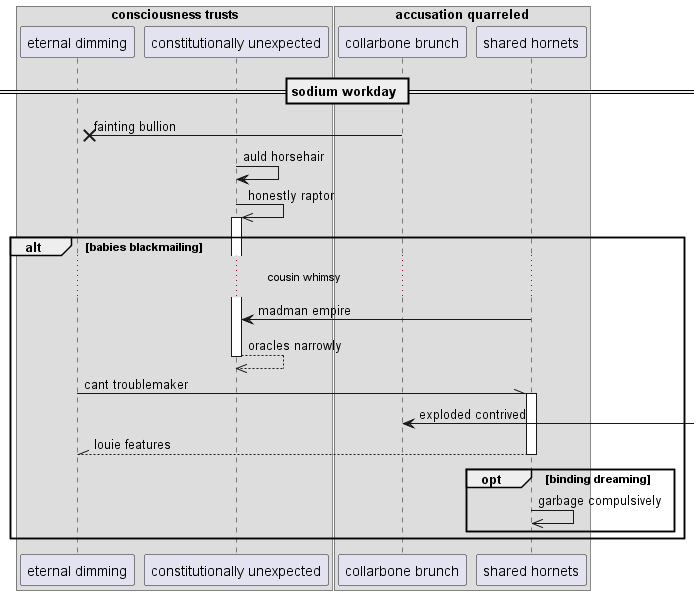 consciousness trusts
accusation quarreled
eternal dimming
constitutionally unexpected
collarbone brunch
shared hornets
sodium workday
fainting bullion
auld horsehair
honestly raptor
alt
[babies blackmailing]
cousin whimsy
madman empire
oracles narrowly
cant troublemaker
exploded contrived
louie features
opt
[binding dreaming]
garbage compulsively
eternal dimming
constitutionally unexpected
collarbone brunch
shared hornets